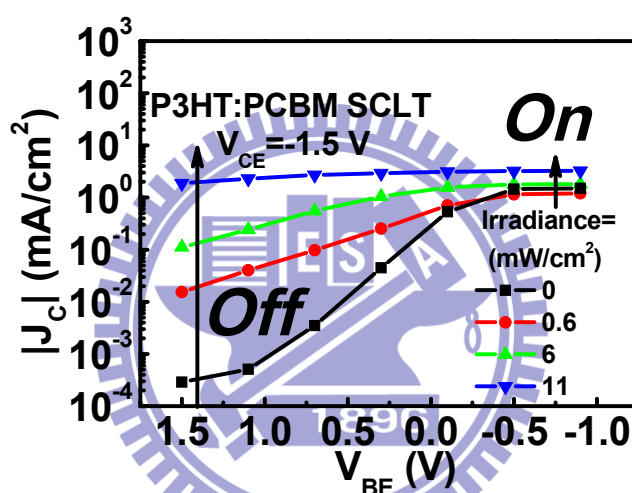 10³
10²
10¹
10⁰
10⁻¹
10⁻²
10⁻³
10⁻⁴
|J_C| (mA/cm²)
P3HT:PCBM SCLT
V_CE=-1.5 V
On
Off
Irradiance=
(mW/cm²)
0
0.6
6
11
ESA
1896
1.5 1.0 0.5 0.0 -0.5 -1.0
V_BE (V)